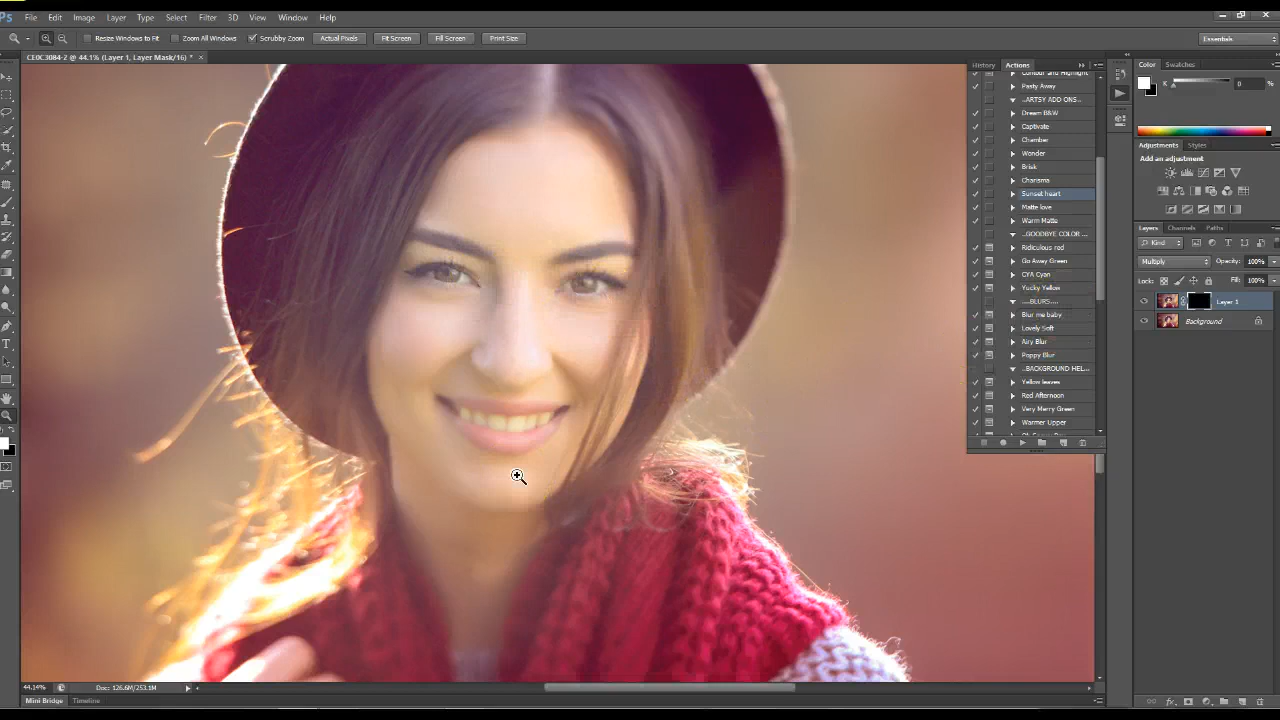 Ps File Edit Image Layer Type Select Filter 3D View Window Help
Resize Windows to Fit Zoom All Windows Scrubby Zoom Actual Pixels Fit Screen Fill Screen Print Size Essentials
CE0C3084-2 @ 44.1% (Layer 1, Layer Mask/16) * ×
History Actions
Contour and Highlight
Pasty Away
..ARTSY ADD ONS...
Dream B&W
Captivate
Chamber
Wonder
Brisk
Charisma
Sunset heart
Matte love
Warm Matte
..GOODBYE COLOR ...
Ridiculous red
Go Away Green
CYA Cyan
Yucky Yellow
....BLURS....
Blur me baby
Lovely Soft
Airy Blur
Poppy Blur
..BACKGROUND HEL...
Yellow leaves
Red Afternoon
Very Merry Green
Warmer Upper
Color Swatches
K 0 %
Adjustments Styles
Add an adjustment
Layers Channels Paths
Kind
Multiply Opacity: 100%
Lock: Fill: 100%
Layer 1
Background
44.14% Doc: 126.6M/253.1M
Mini Bridge Timeline